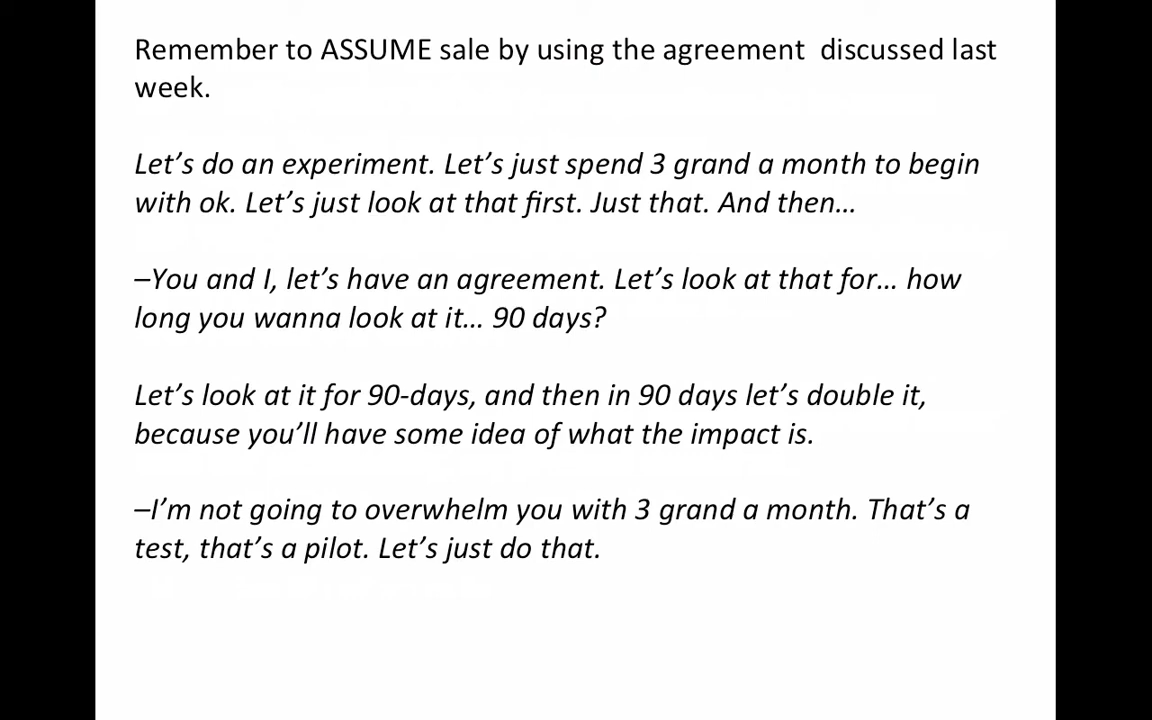 Remember to ASSUME sale by using the agreement  discussed last
week.
Let’s do an experiment. Let’s just spend 3 grand a month to begin
with ok. Let’s just look at that first. Just that. And then…
–You and I, let’s have an agreement. Let’s look at that for… how
long you wanna look at it… 90 days?
Let’s look at it for 90-days, and then in 90 days let’s double it,
because you’ll have some idea of what the impact is.
–I’m not going to overwhelm you with 3 grand a month. That’s a
test, that’s a pilot. Let’s just do that.